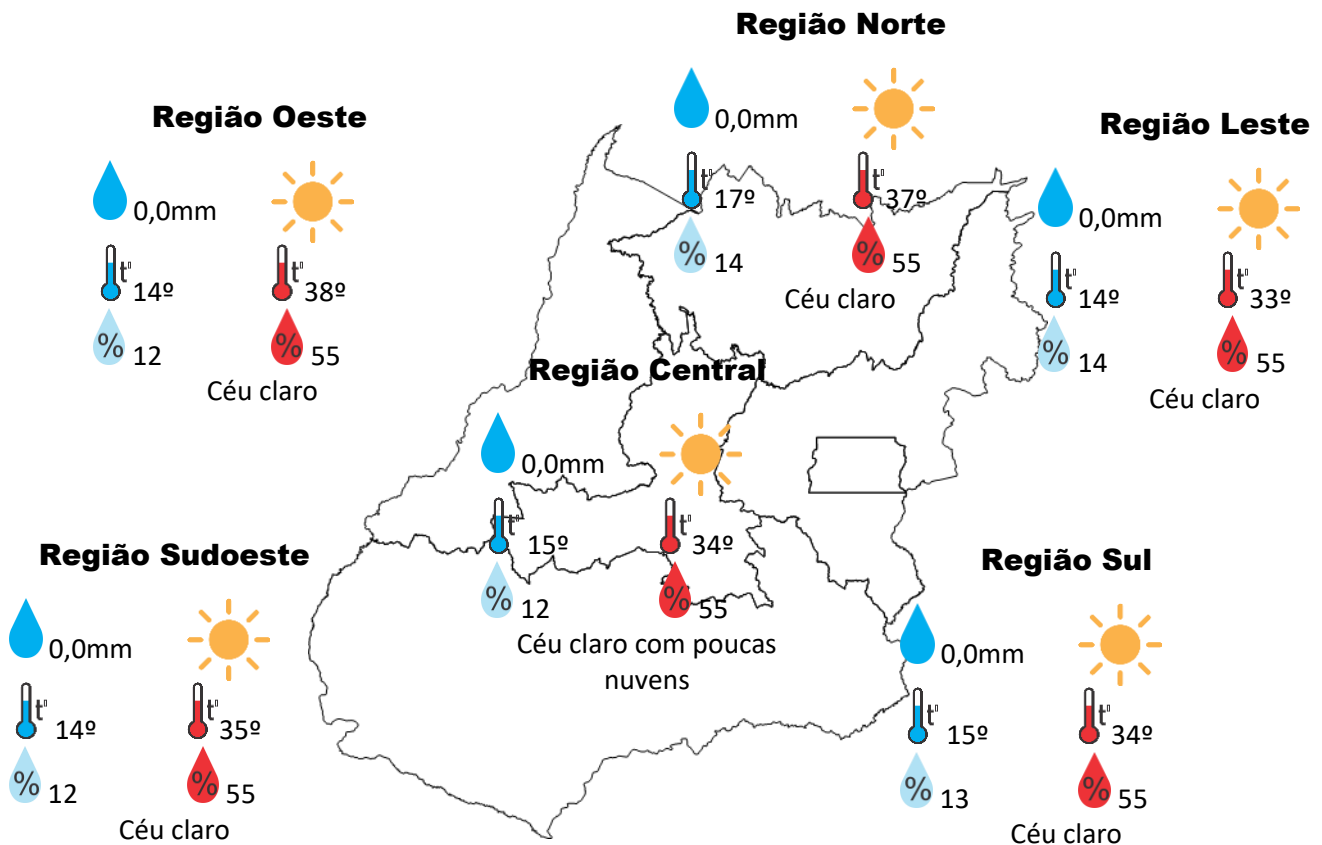 Região Norte
0,0mm
t° 17º
t° 37º
% 14
% 55
Céu claro
Região Oeste
0,0mm
t° 14º
t° 38º
% 12
% 55
Céu claro
Região Leste
0,0mm
t° 14º
t° 33º
% 14
% 55
Céu claro
Região Central
0,0mm
t° 15º
t° 34º
% 12
% 55
Céu claro com poucas
nuvens
Região Sudoeste
0,0mm
t° 14º
t° 35º
% 12
% 55
Céu claro
Região Sul
0,0mm
t° 15º
t° 34º
% 13
% 55
Céu claro